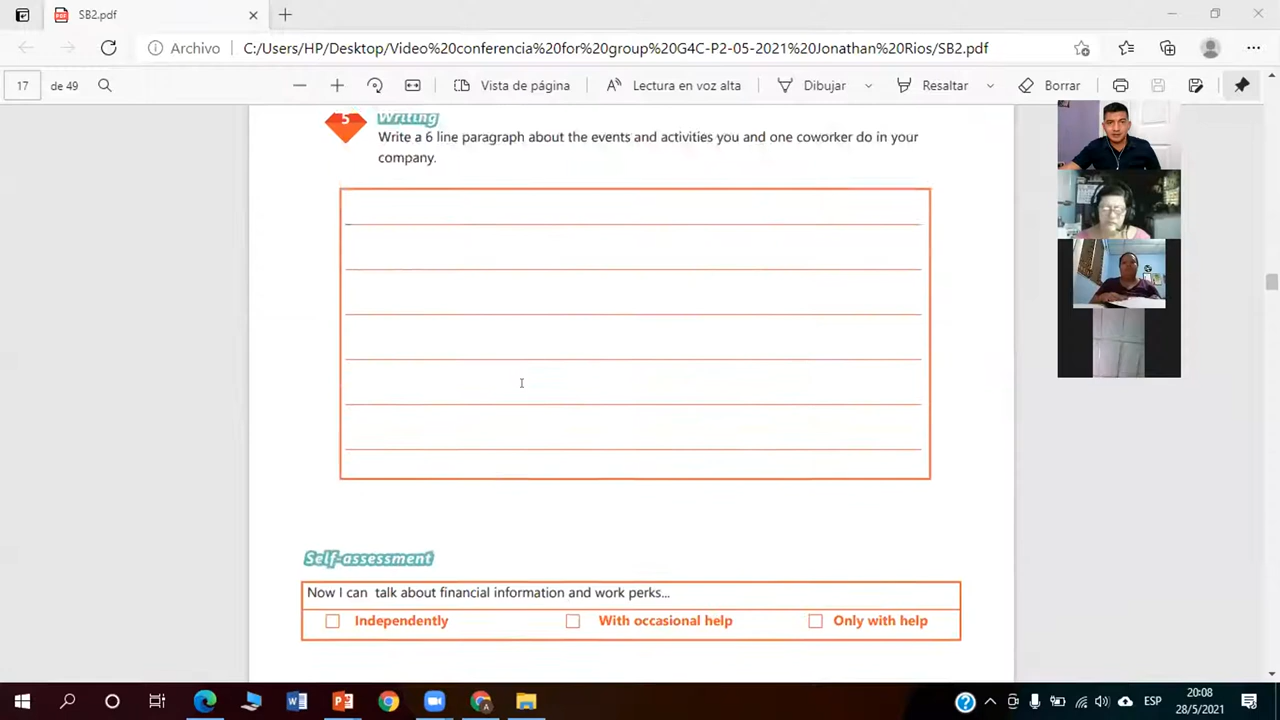 SB2.pdf
Archivo
C:/Users/HP/Desktop/Video%20conferencia%20for%20group%20G4C-P2-05-2021%20Jonathan%20Rios/SB2.pdf
17
de 49
Vista de página
Lectura en voz alta
Dibujar
Resaltar
Borrar
5
Writing
Write a 6 line paragraph about the events and activities you and one coworker do in your
company.
Self-assessment
Now I can talk about financial information and work perks...
Independently
With occasional help
Only with help
ESP
20:08
28/5/2021